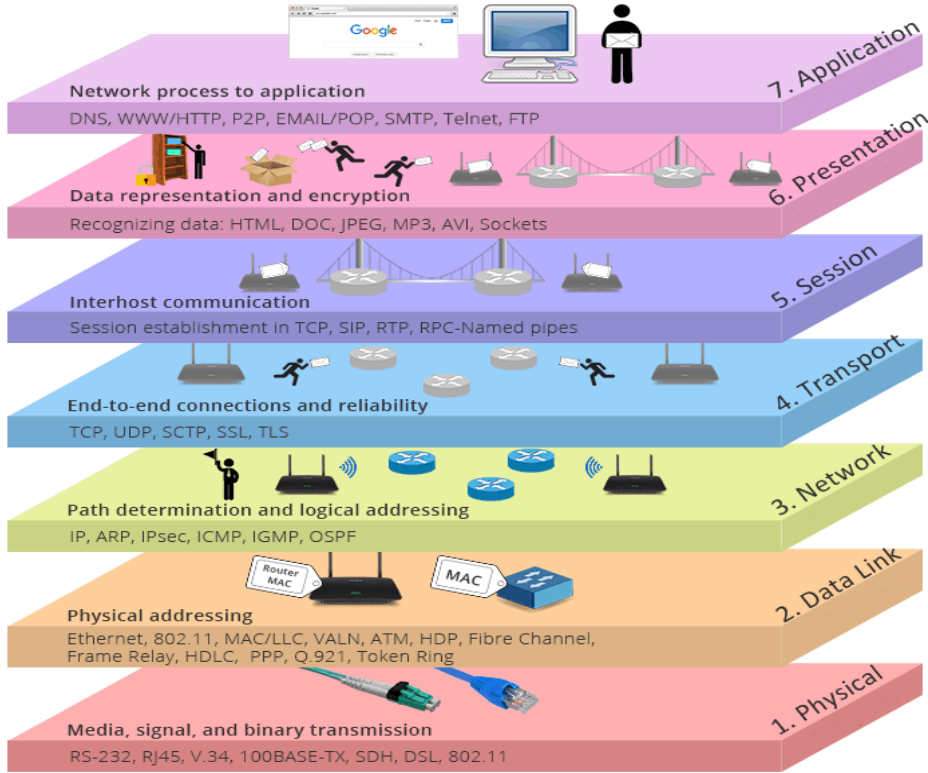 Google
7. Application
Network process to application
DNS, WWW/HTTP, P2P, EMAIL/POP, SMTP, Telnet, FTP
6. Presentation
Data representation and encryption
Recognizing data: HTML, DOC, JPEG, MP3, AVI, Sockets
5. Session
Interhost communication
Session establishment in TCP, SIP, RTP, RPC-Named pipes
4. Transport
End-to-end connections and reliability
TCP, UDP, SCTP, SSL, TLS
3. Network
Path determination and logical addressing
IP, ARP, IPsec, ICMP, IGMP, OSPF
Router
MAC
MAC
2. Data Link
Physical addressing
Ethernet, 802.11, MAC/LLC, VALN, ATM, HDP, Fibre Channel,
Frame Relay, HDLC, PPP, Q.921, Token Ring
1. Physical
Media, signal, and binary transmission
RS-232, RJ45, V.34, 100BASE-TX, SDH, DSL, 802.11